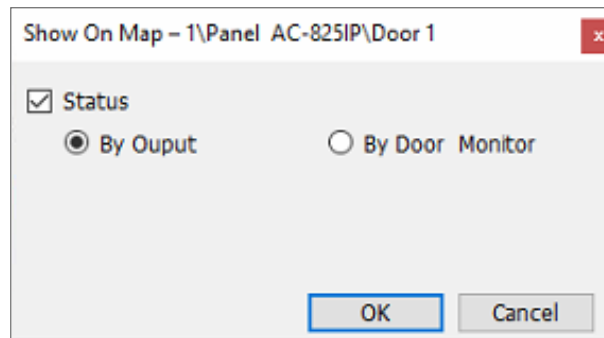 Show On Map – 1\Panel AC-825IP\Door 1
x
Status
By Ouput By Door Monitor
OK Cancel